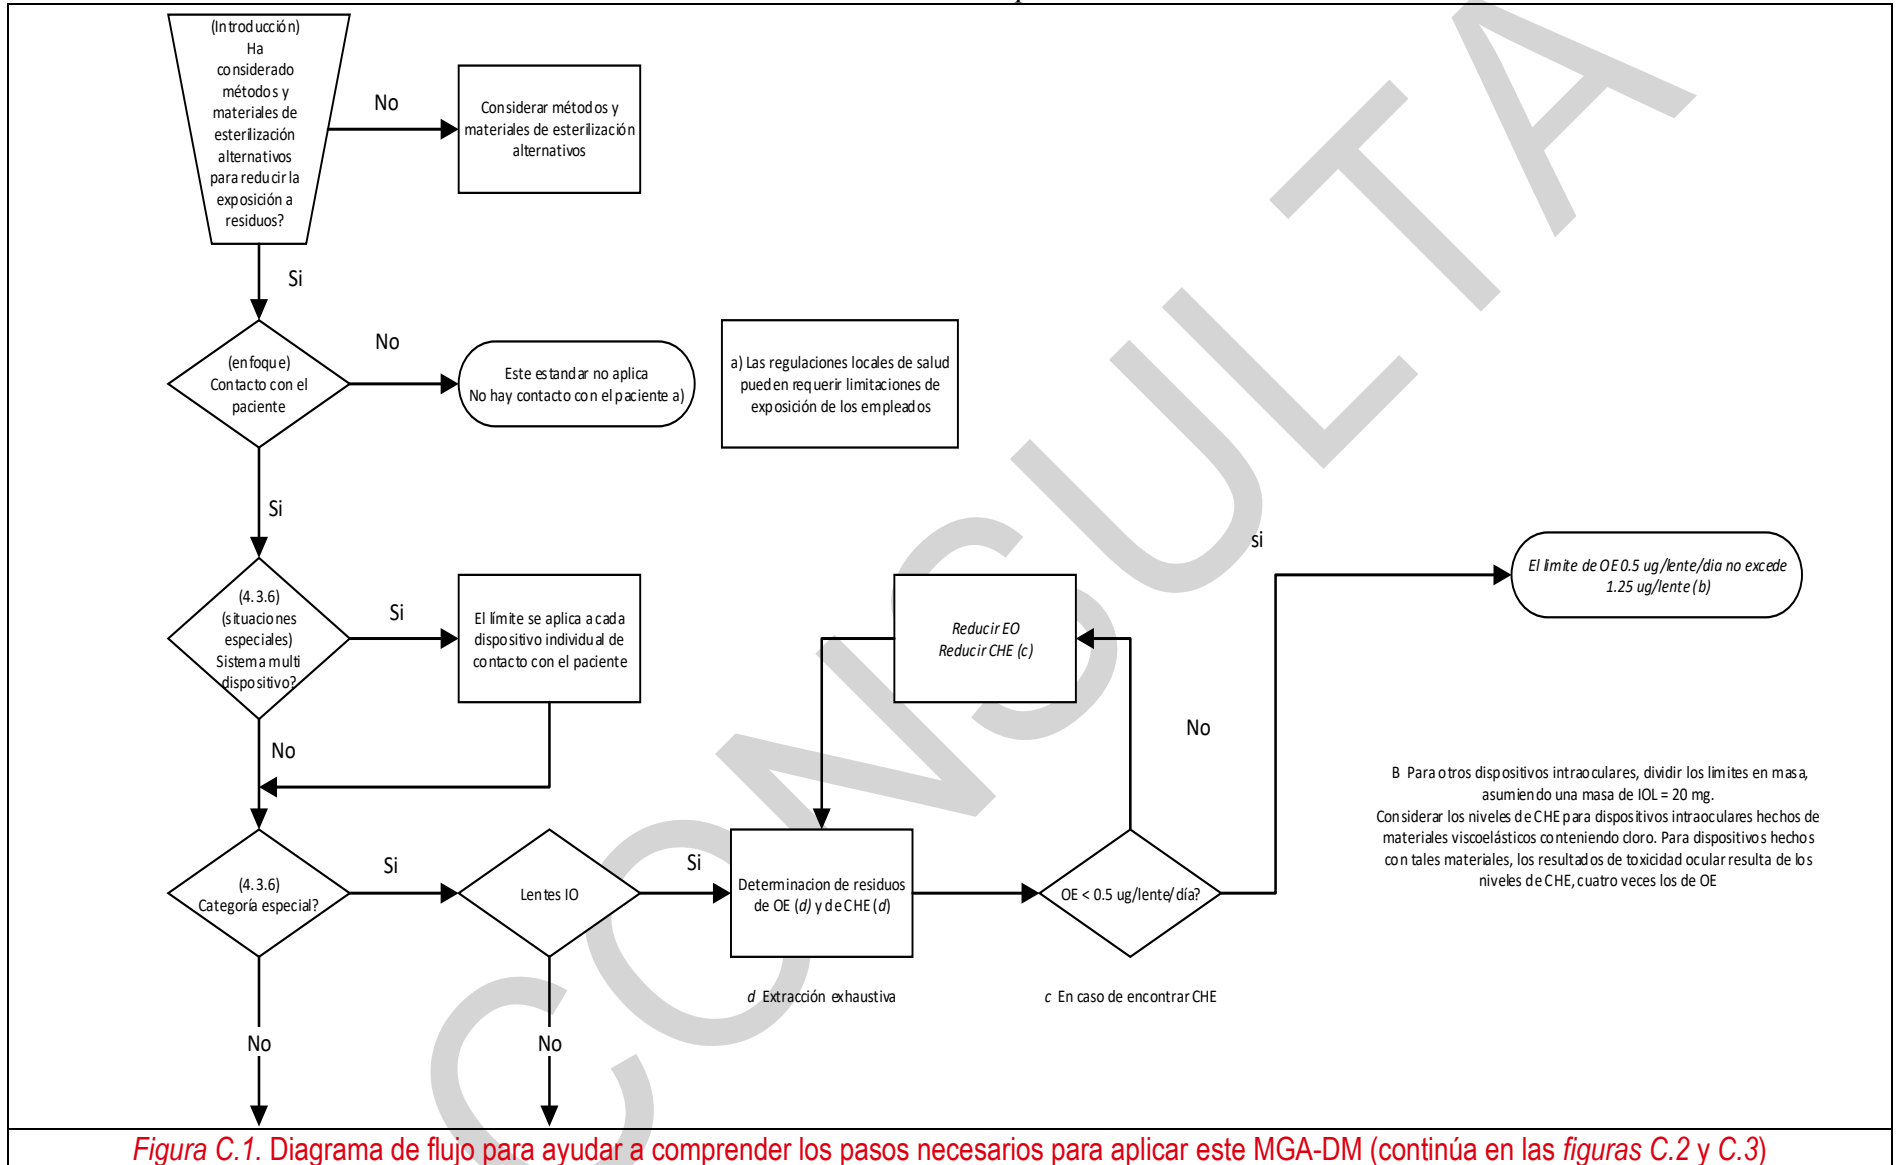 (Introducción)
Ha
considerado
métodos y
materiales de
esterilización
alternativos
para reducir la
exposición a
residuos?
No
Considerar métodos y
materiales de esterilización
alternativos
Si
(enfoque)
Contacto con el
paciente
No
Este estandar no aplica
No hay contacto con el paciente a)
a) Las regulaciones locales de salud
pueden requerir limitaciones de
exposición de los empleados
Si
(4.3.6)
(situaciones
especiales)
Sistema multi
dispositivo?
Si
El límite se aplica a cada
dispositivo individual de
contacto con el paciente
No
Reducir EO
Reducir CHE (c)
si
El limite de OE 0.5 ug/lente/dia no excede
1.25 ug/lente (b)
No
B Para otros dispositivos intraoculares, dividir los limites en masa,
asumiendo una masa de IOL = 20 mg.
Considerar los niveles de CHE para dispositivos intraoculares hechos de
materiales viscoelásticos conteniendo cloro. Para dispositivos hechos
con tales materiales, los resultados de toxicidad ocular resulta de los
niveles de CHE, cuatro veces los de OE
(4.3.6)
Categoría especial?
Si
Lentes IO
Si
Determinacion de residuos
de OE (d) y de CHE (d)
OE < 0.5 ug/lente/día?
d Extracción exhaustiva
c En caso de encontrar CHE
No
No
CONSULTA
Figura C.1. Diagrama de flujo para ayudar a comprender los pasos necesarios para aplicar este MGA-DM (continúa en las figuras C.2 y C.3)